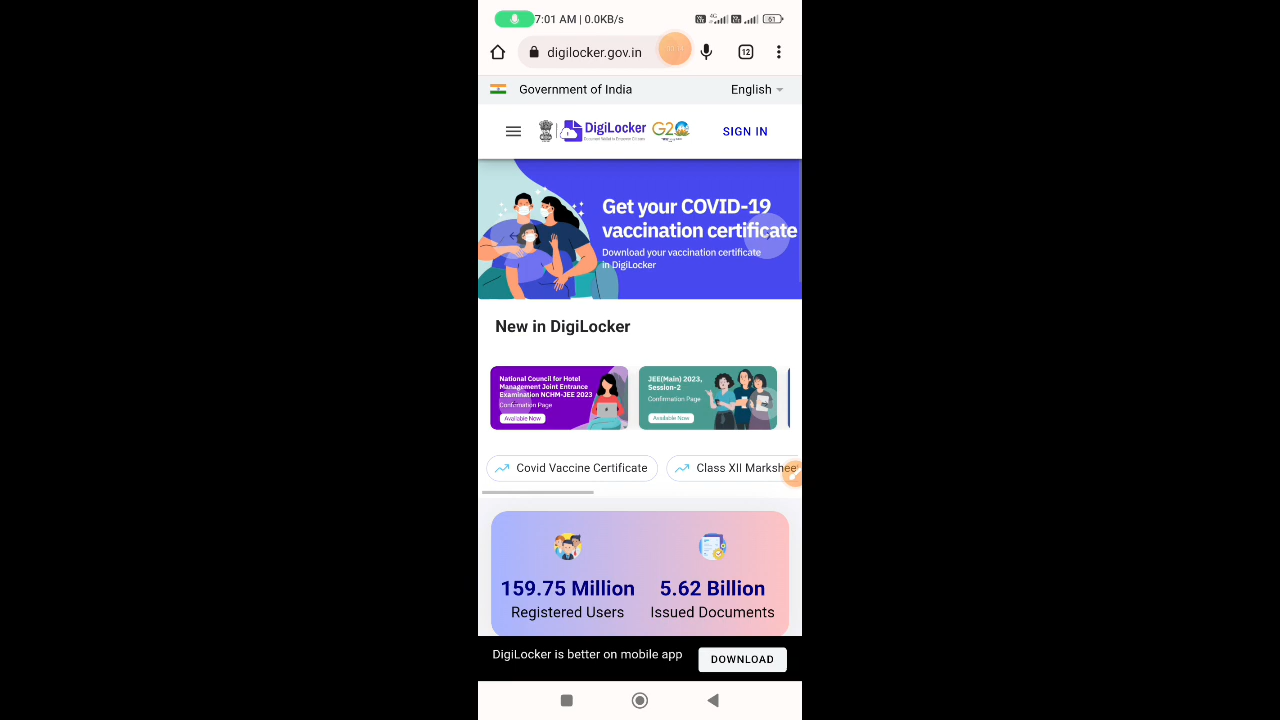 7:01 AM | 0.0KB/s
61
digilocker.gov.in
12
Government of India
English
DigiLocker
G20
SIGN IN
Get your COVID-19
vaccination certificate
Download your vaccination certificate
in DigiLocker
New in DigiLocker
National Council for Hotel
Management Joint Entrance
Examination NCHM-JEE 2023
Confirmation Page
Available Now
JEE(Main) 2023,
Session-2
Confirmation Page
Available Now
Covid Vaccine Certificate
Class XII Markshee
159.75 Million
Registered Users
5.62 Billion
Issued Documents
DigiLocker is better on mobile app
DOWNLOAD